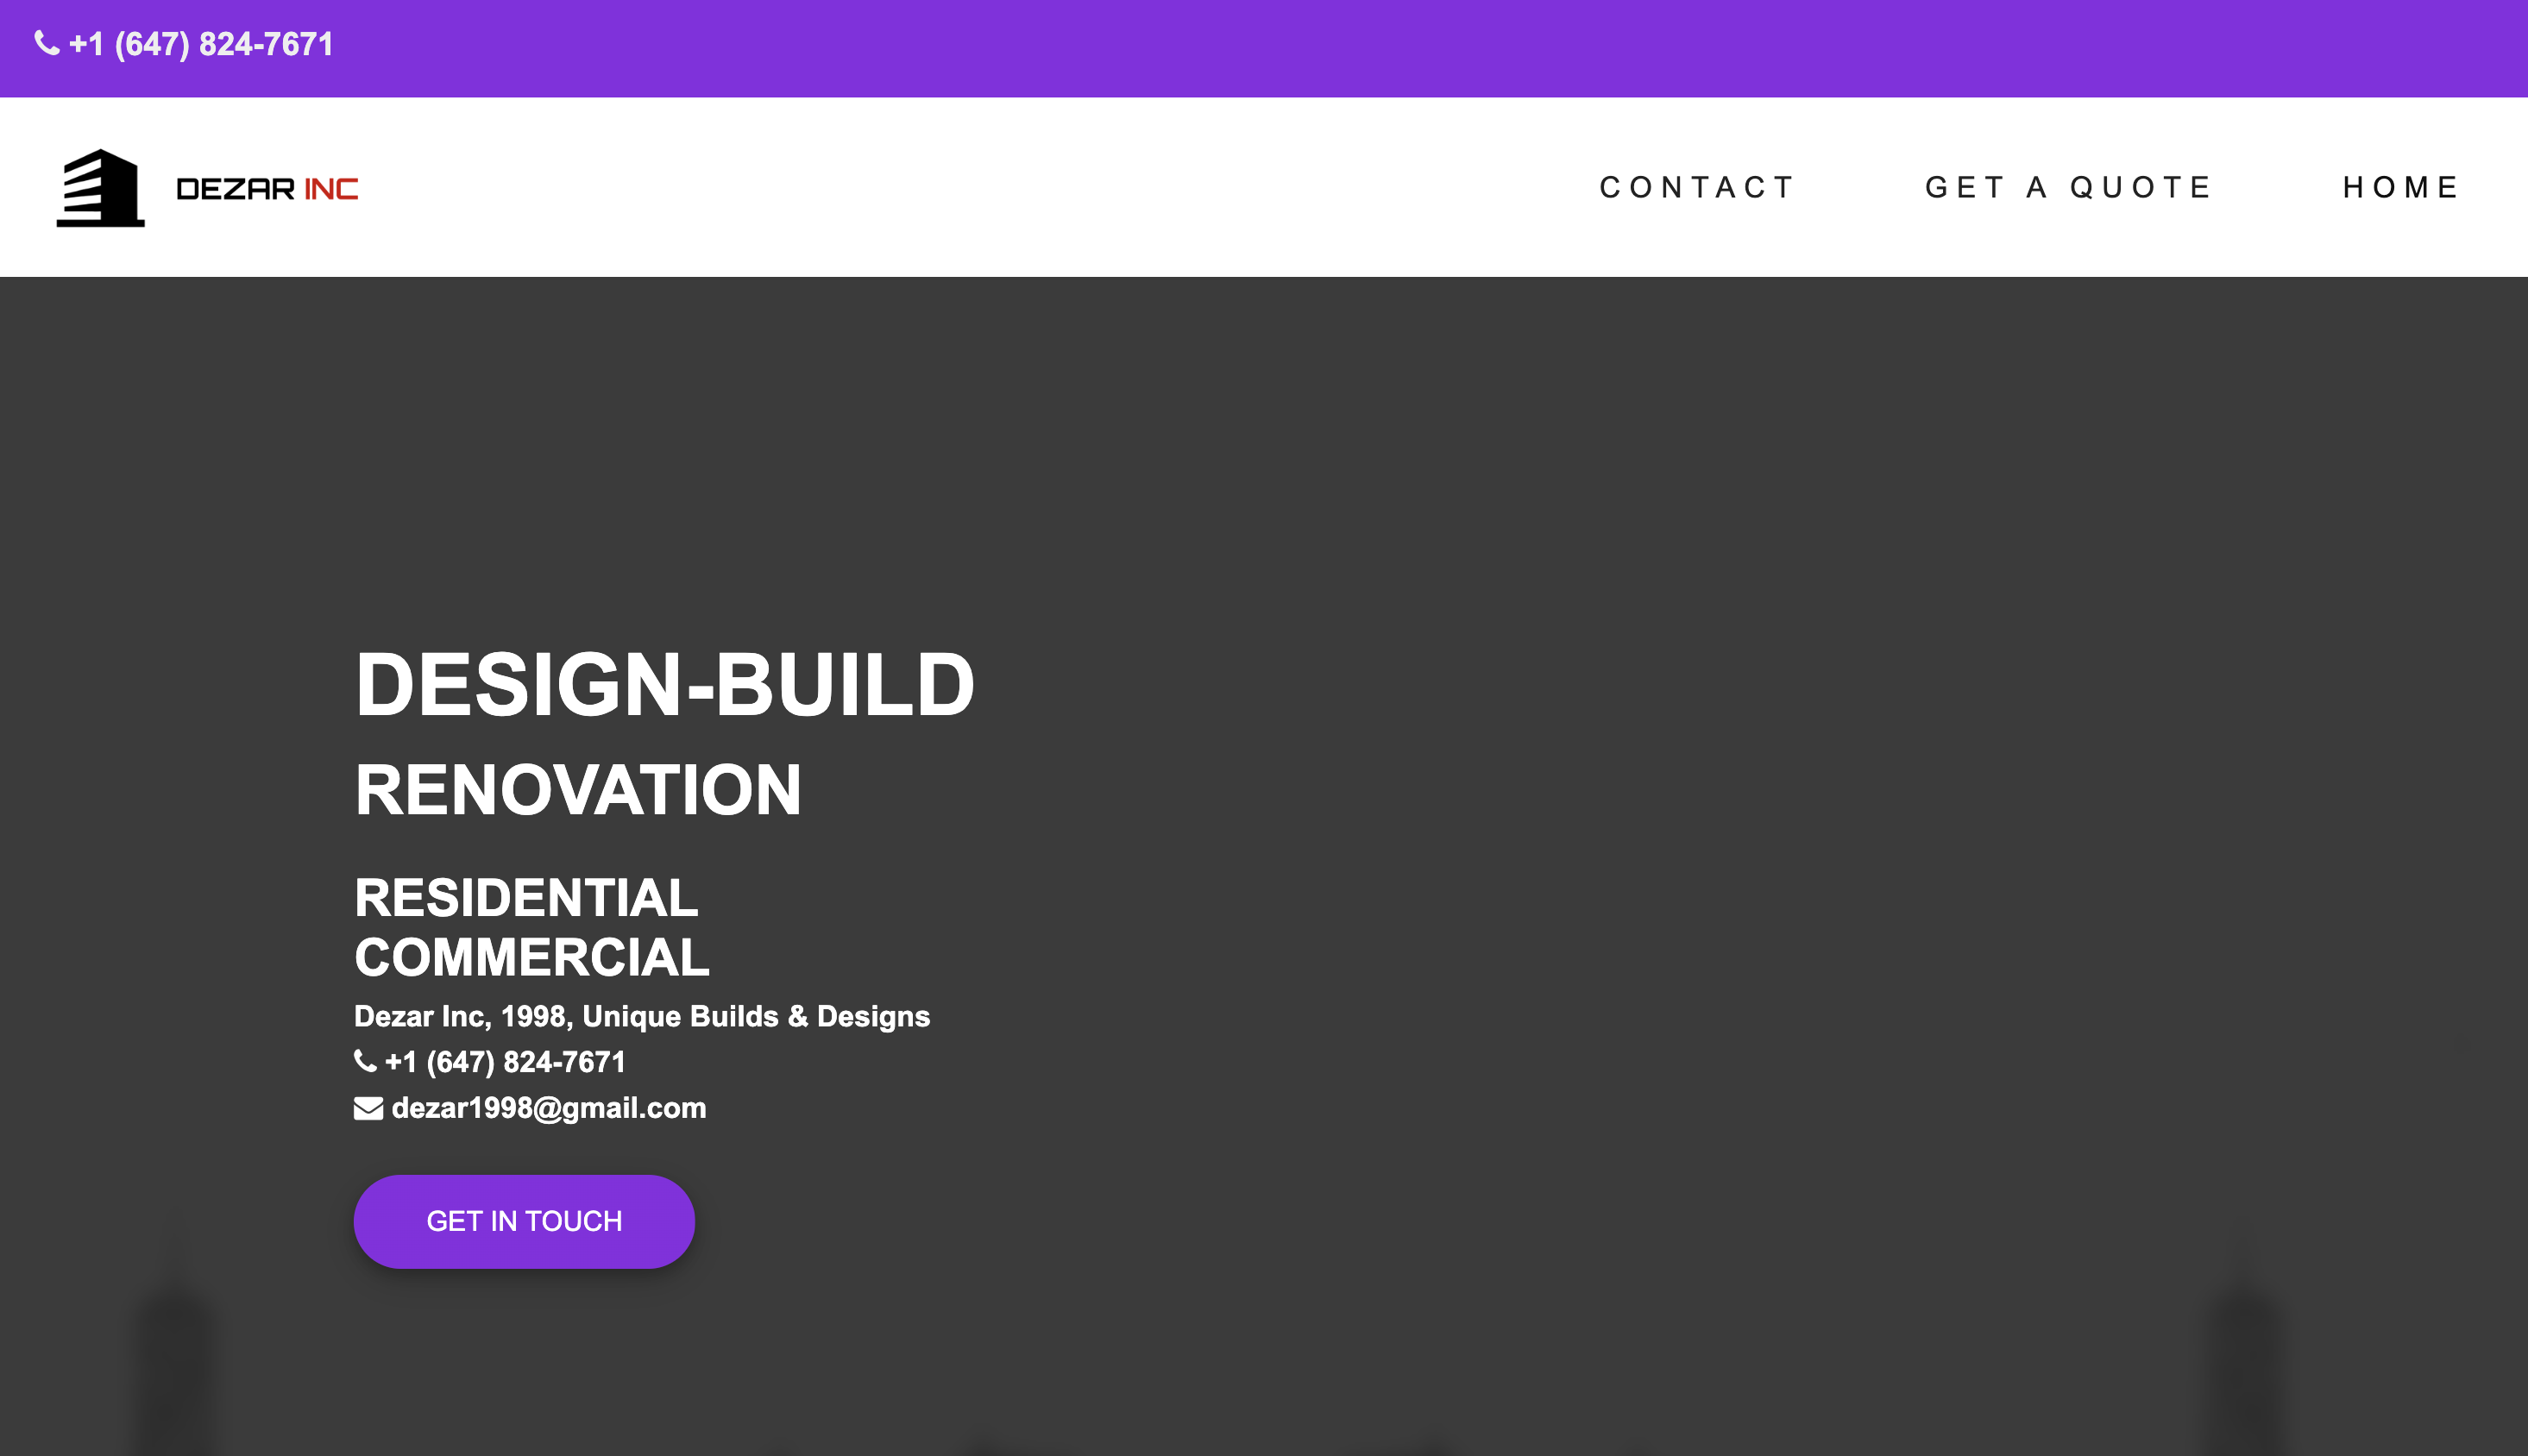 +1 (647) 824-7671
DEZAR INC
CONTACT
GET A QUOTE
HOME
DESIGN-BUILD
RENOVATION
RESIDENTIAL
COMMERCIAL
Dezar Inc, 1998, Unique Builds & Designs
+1 (647) 824-7671
dezar1998@gmail.com
GET IN TOUCH